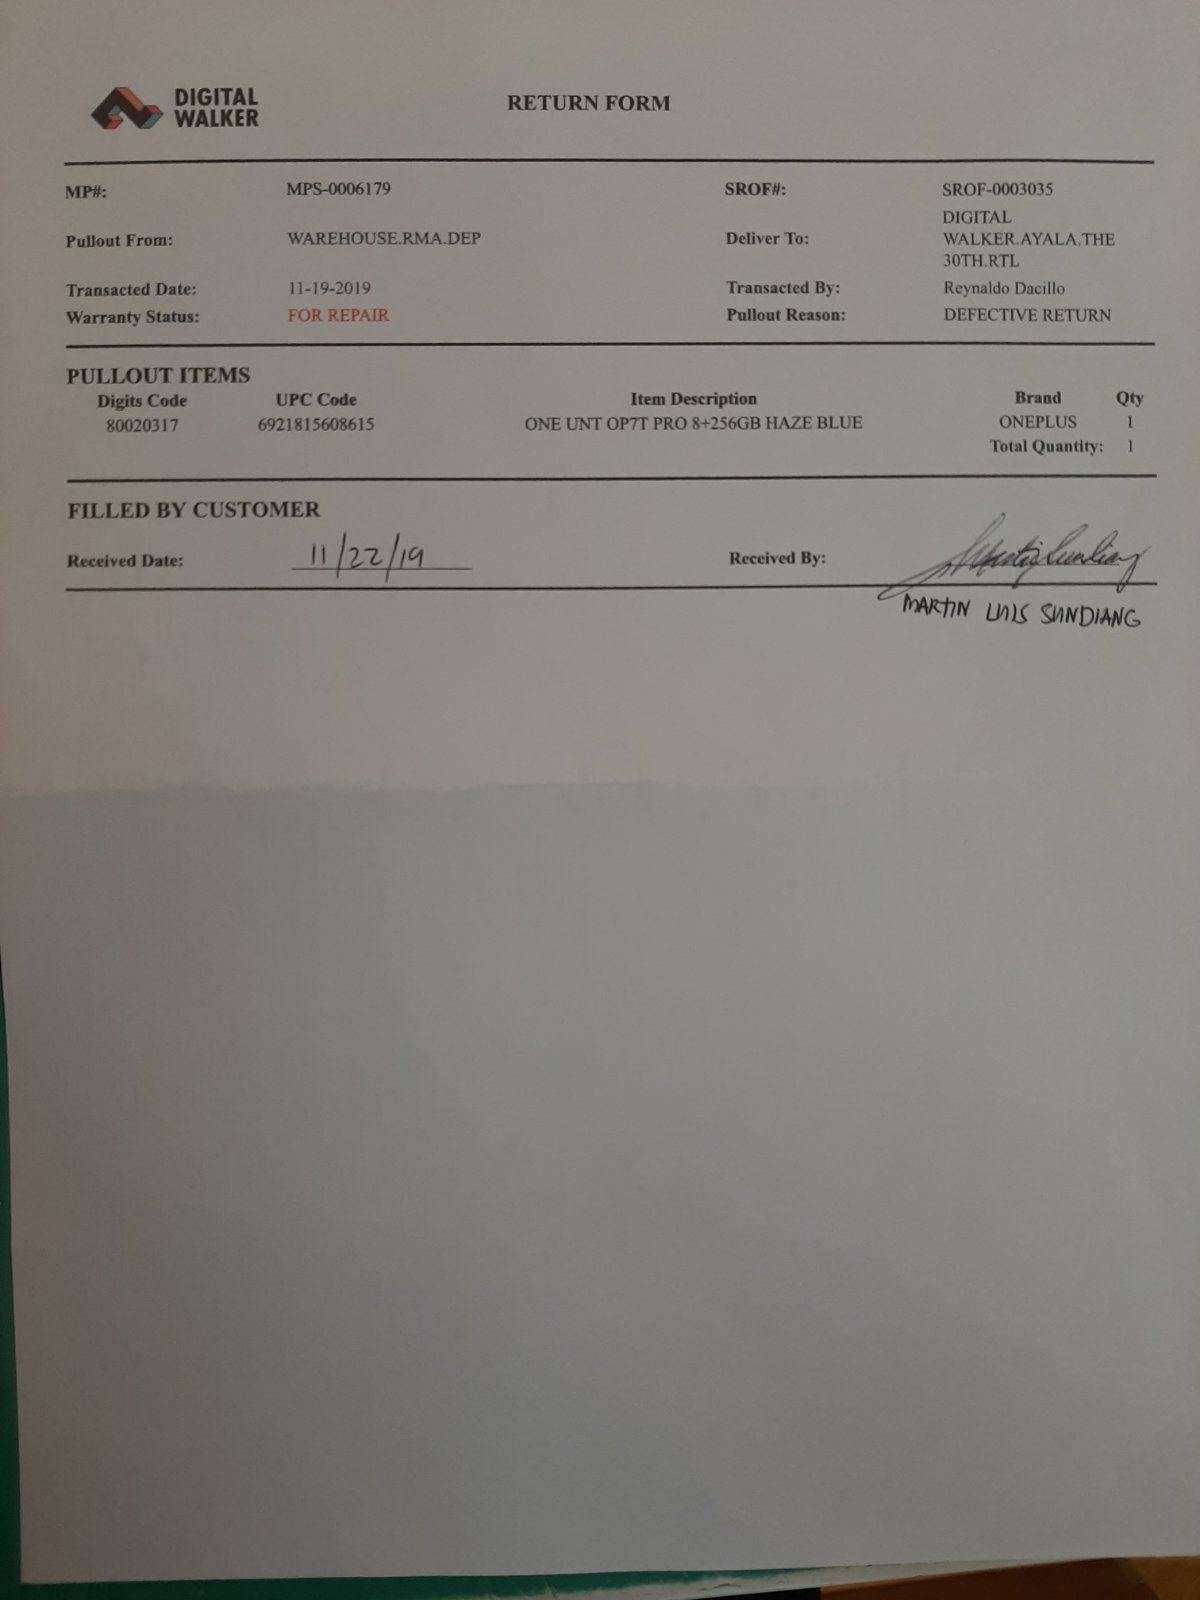 DIGITAL
WALKER
RETURN FORM
MP#: MPS-0006179 SROF#: SROF-0003035
Pullout From: WAREHOUSE.RMA.DEP Deliver To: DIGITAL
WALKER.AYALA.THE
30TH.RTL
Transacted Date: 11-19-2019 Transacted By: Reynaldo Dacillo
Warranty Status: FOR REPAIR Pullout Reason: DEFECTIVE RETURN
PULLOUT ITEMS
Digits Code UPC Code Item Description Brand Qty
80020317 6921815608615 ONE UNT OP7T PRO 8+256GB HAZE BLUE ONEPLUS 1
Total Quantity: 1
FILLED BY CUSTOMER
Received Date: 11/22/19 Received By: Martin Sundiang
MARTIN LUIS SUNDIANG